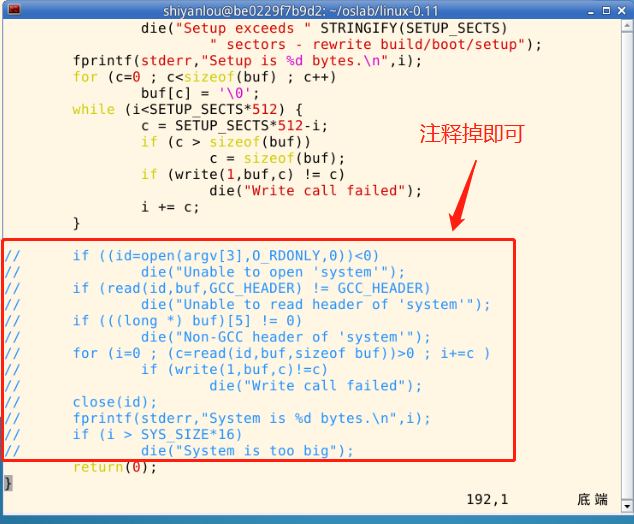 shiyanlou@be0229f7b9d2: ~/oslab/linux-0.11
die("Setup exceeds " STRINGIFY(SETUP_SECTS)
" sectors - rewrite build/boot/setup");
fprintf(stderr,"Setup is %d bytes.\n",i);
for (c=0 ; c<sizeof(buf) ; c++)
buf[c] = '\0';
while (i<SETUP_SECTS*512) {
c = SETUP_SECTS*512-i;
if (c > sizeof(buf))
c = sizeof(buf);
if (write(1,buf,c) != c)
die("Write call failed");
i += c;
}
注释掉即可
// if ((id=open(argv[3],O_RDONLY,0))<0)
// die("Unable to open 'system'");
// if (read(id,buf,GCC_HEADER) != GCC_HEADER)
// die("Unable to read header of 'system'");
// if (((long *) buf)[5] != 0)
// die("Non-GCC header of 'system'");
// for (i=0 ; (c=read(id,buf,sizeof buf))>0 ; i+=c )
// if (write(1,buf,c)!=c)
// die("Write call failed");
// close(id);
// fprintf(stderr,"System is %d bytes.\n",i);
// if (i > SYS_SIZE*16)
// die("System is too big");
return(0);
}
192,1 底端